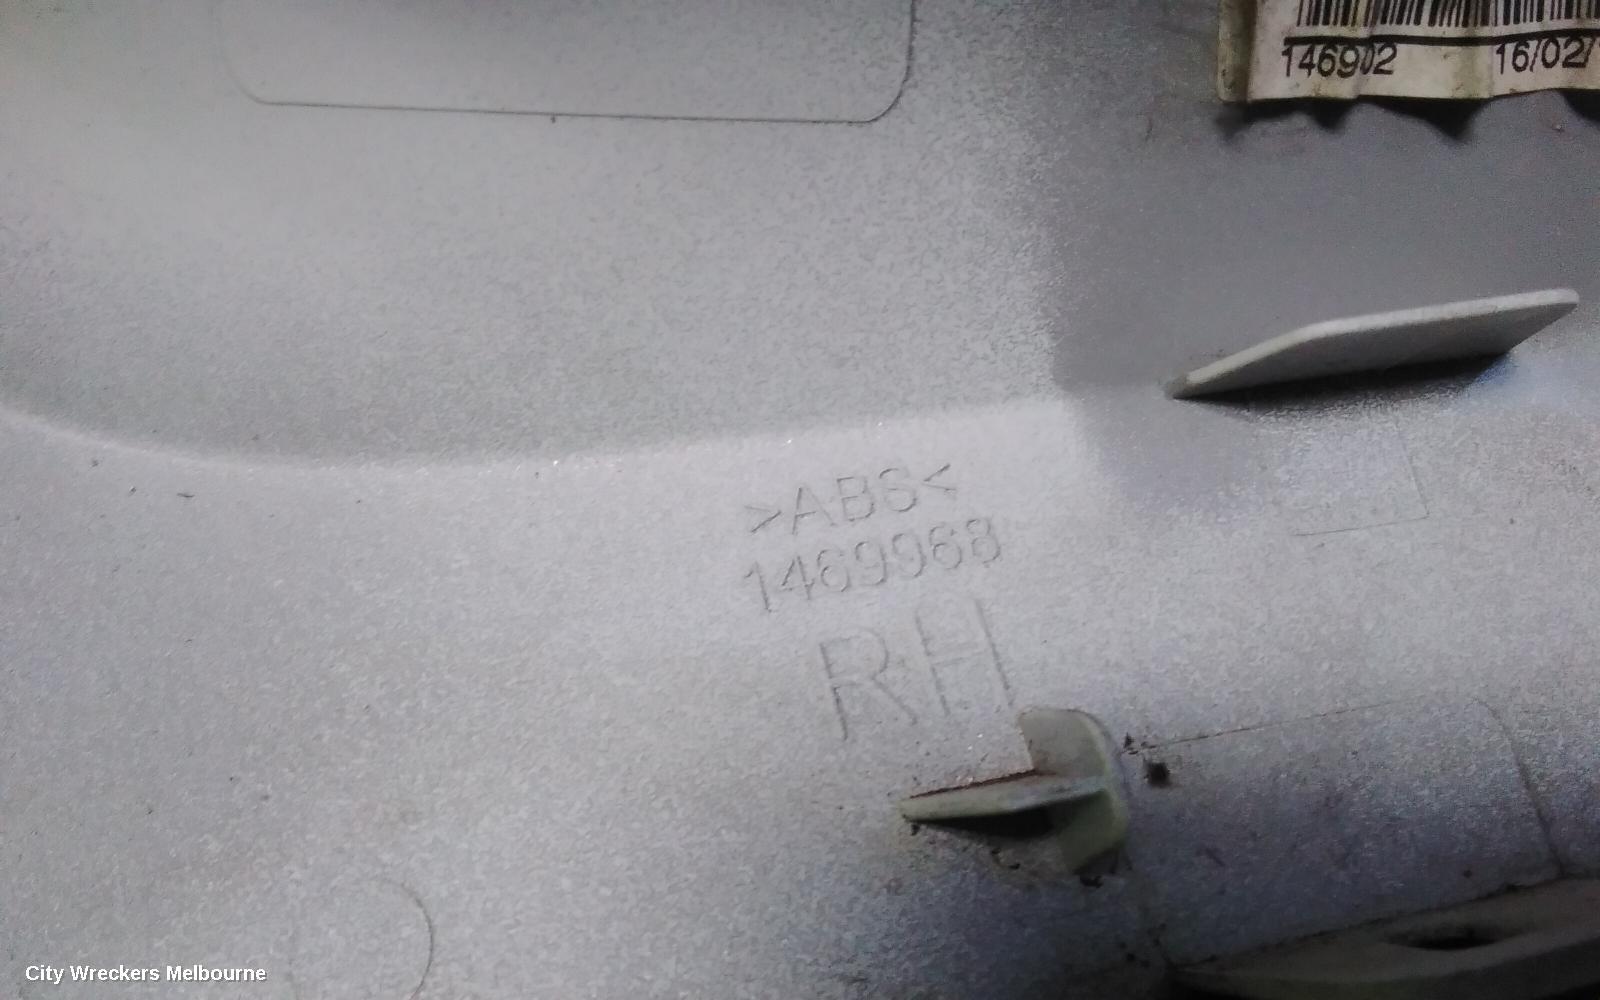 146902 16/02/
>ABS<
1469968
RH
City Wreckers Melbourne